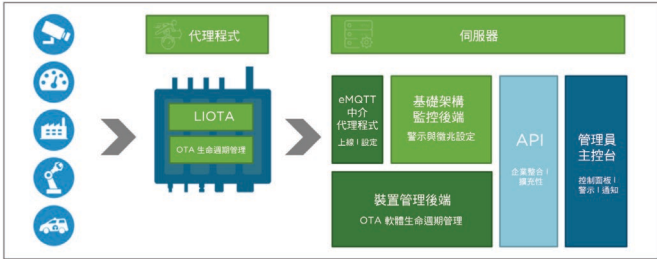 代理程式
伺服器
LIOTA
OTA 生命週期管理
eMQTT
中介
代理程式
上線 | 設定
基礎架構
監控後端
警示與徵兆設定
裝置管理後端
OTA 軟體生命週期管理
API
企業整合 |
擴充性
管理員
主控台
控制面板 |
警示 | 通知